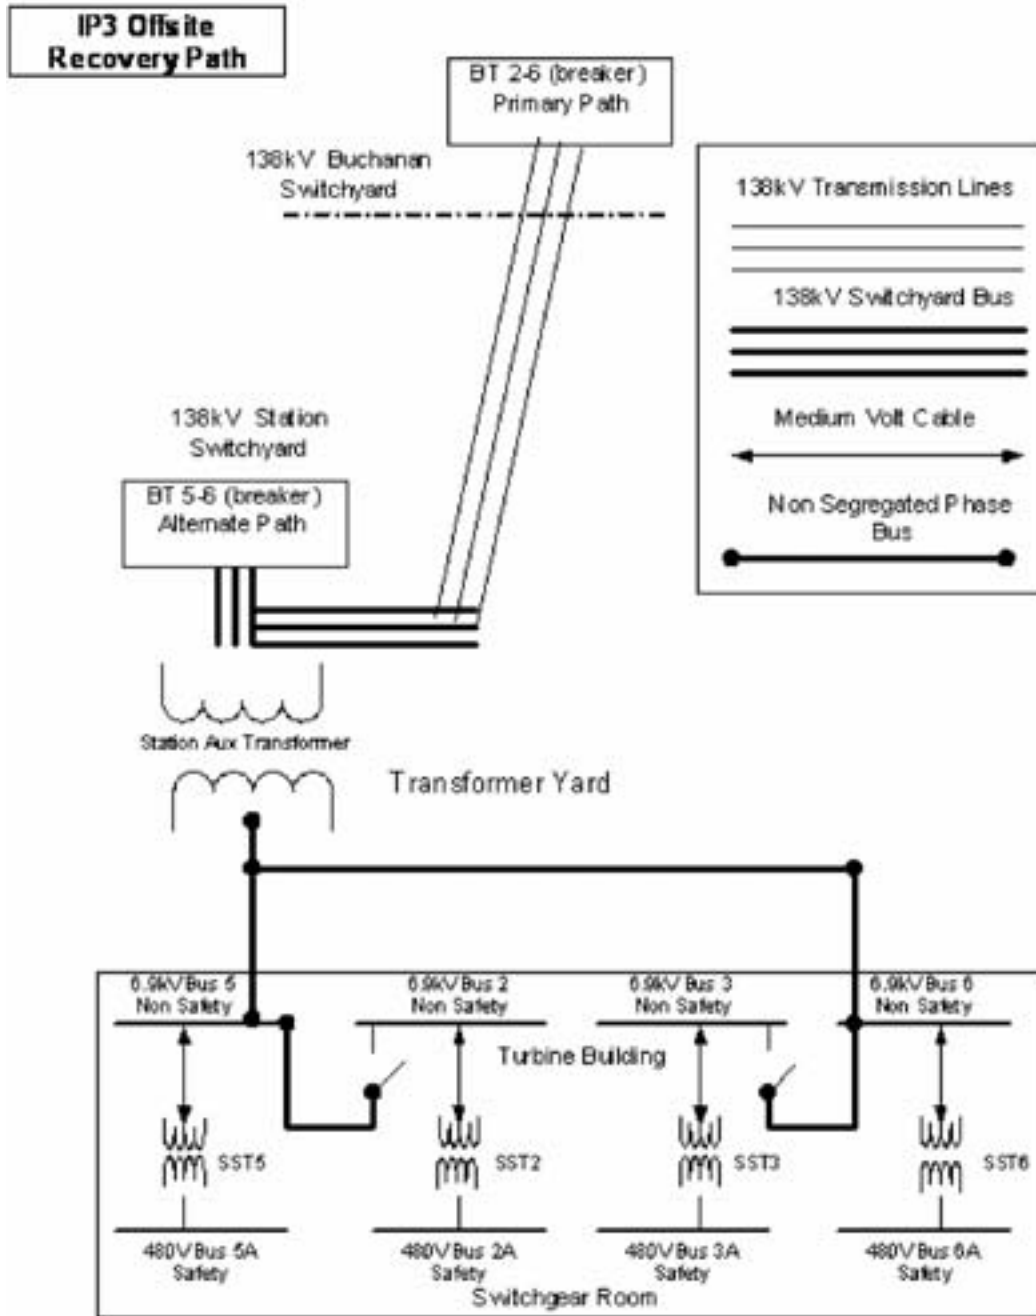 IP3 Offsite
Recovery Path
BT 2-6 (breaker)
Primary Path
138kV Buchanan
Switchyard
138kV Transmission Lines
138kV Switchyard Bus
Medium Volt Cable
Non Segregated Phase
Bus
138kV Station
Switchyard
BT 5-6 (breaker)
Alternate Path
Station Aux Transformer
Transformer Yard
6.9kV Bus 5
Non Safety
6.9kV Bus 2
Non Safety
6.9kV Bus 3
Non Safety
6.9kV Bus 6
Non Safety
Turbine Building
SST5
SST2
SST3
SST6
480V Bus 5A
Safety
480V Bus 2A
Safety
480V Bus 3A
Safety
480V Bus 6A
Safety
Switchgear Room